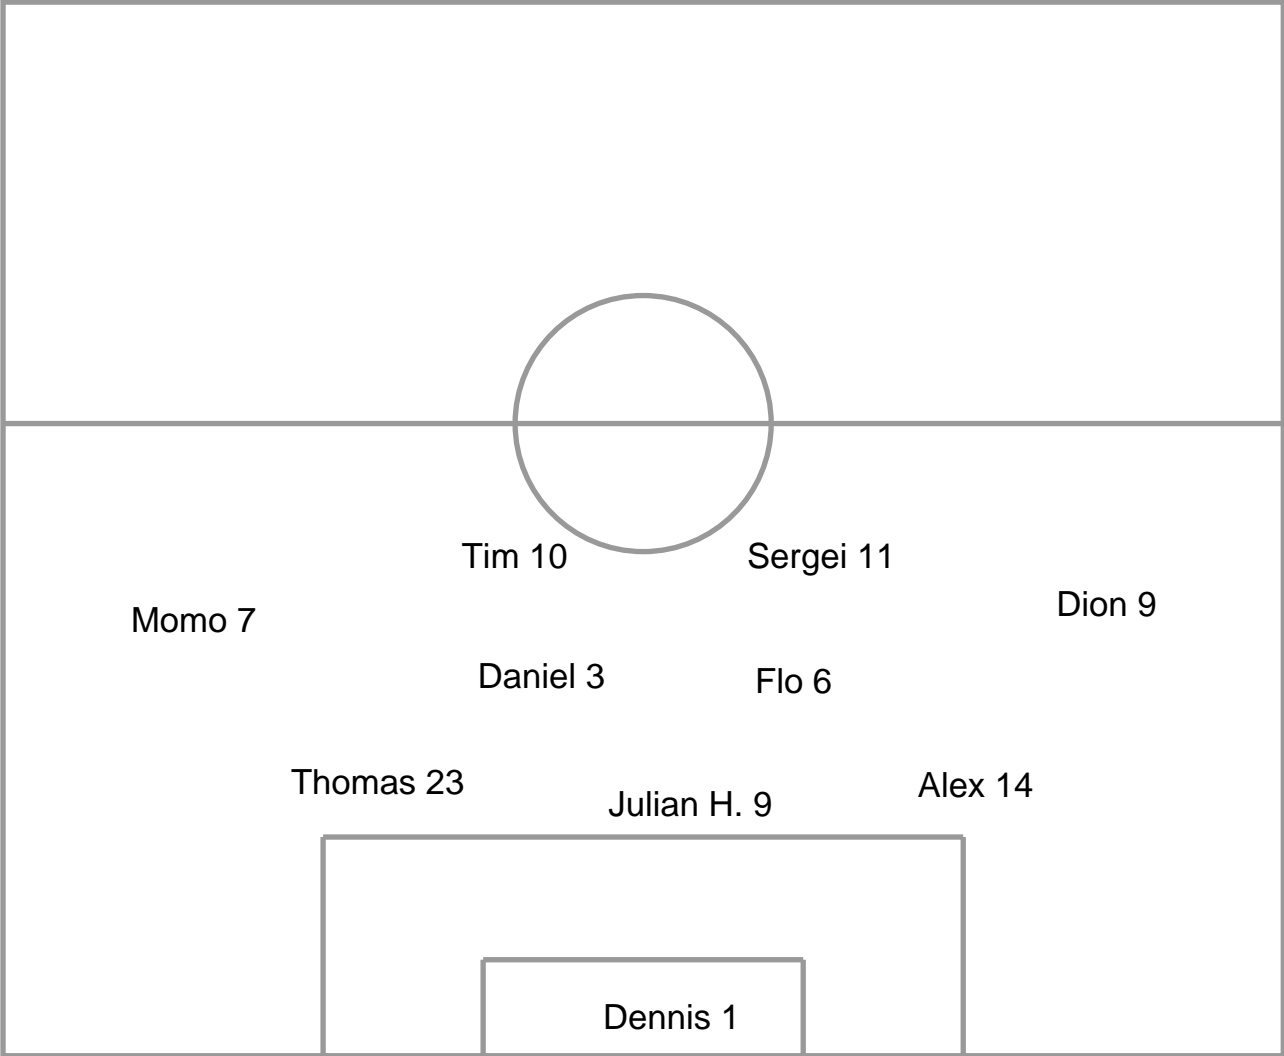 Tim 10
Sergei 11
Dion 9
Momo 7
Daniel 3
Flo 6
Thomas 23
Alex 14
Julian H. 9
Dennis 1